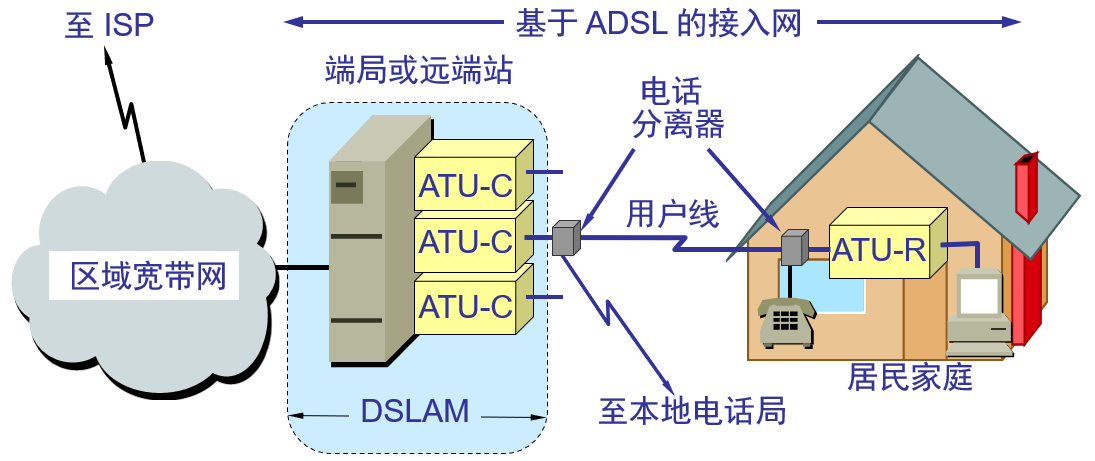 至 ISP
基于 ADSL 的接入网
端局或远端站
电话
分离器
ATU-C
用户线
ATU-C
ATU-R
区域宽带网
ATU-C
居民家庭
DSLAM
至本地电话局